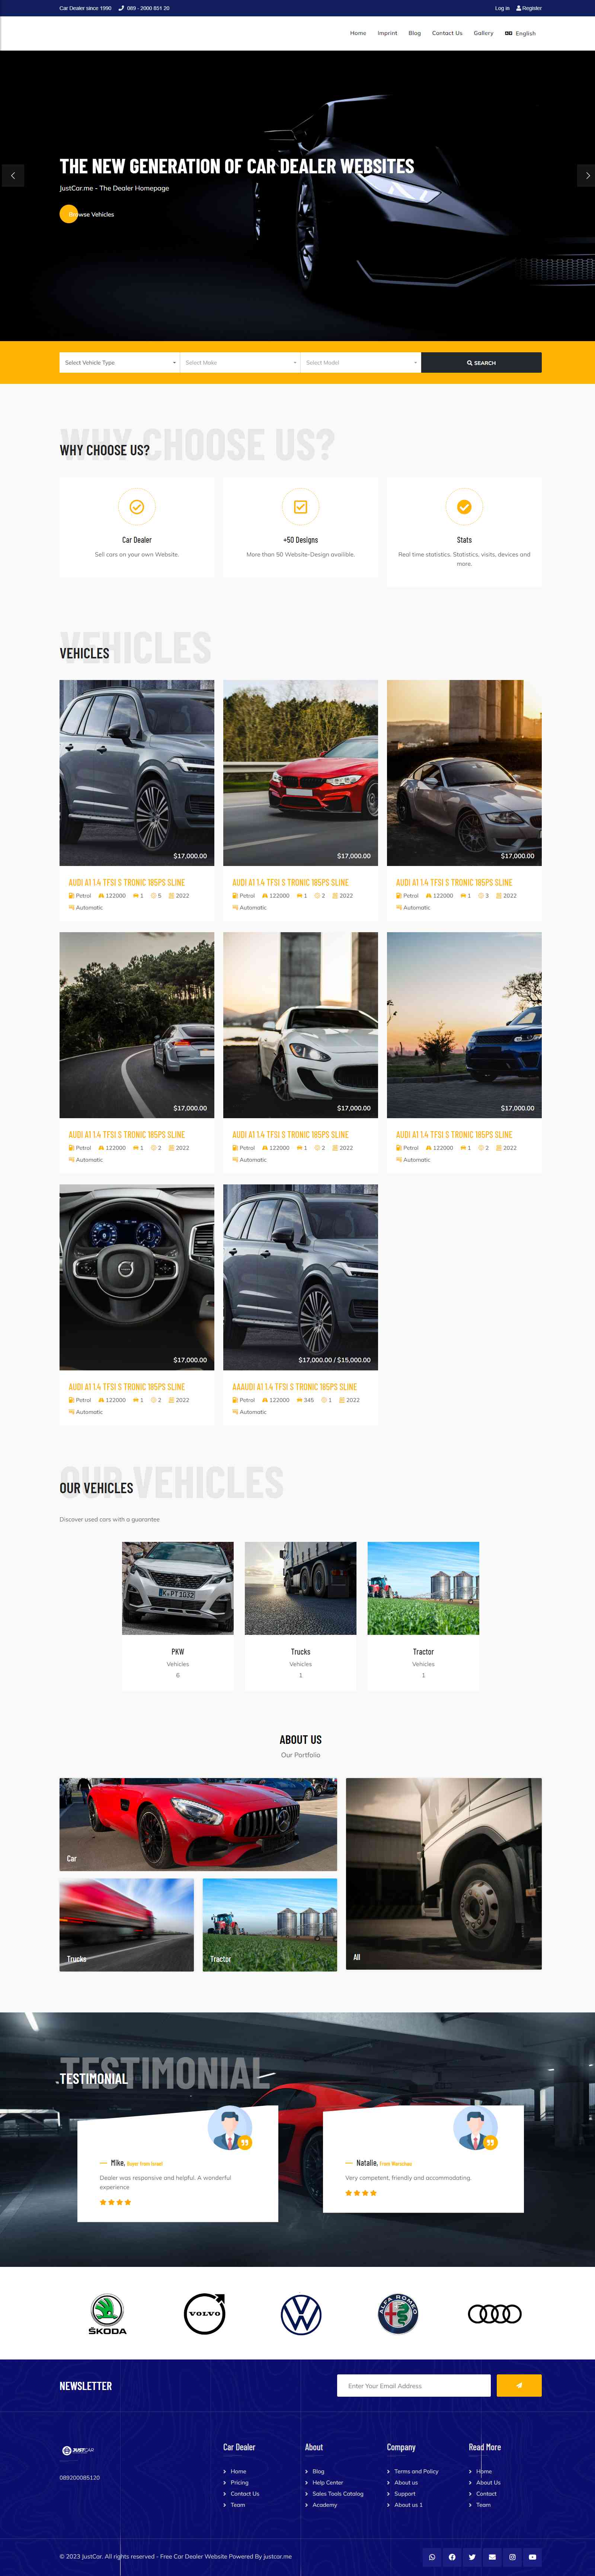 Car Dealer since 1990 089 - 2000 851 20 Log in Register
Home Imprint Blog Contact Us Gallery English
THE NEW GENERATION OF CAR DEALER WEBSITES
JustCar.me - The Dealer Homepage
Browse Vehicles
Select Vehicle Type Select Make Select Model SEARCH
WHY CHOOSE US?
WHY CHOOSE US?
Car Dealer
Sell cars on your own Website.
+50 Designs
More than 50 Website-Design availible.
Stats
Real time statistics. Statistics, visits, devices and
more.
VEHICLES
VEHICLES
$17,000.00
AUDI A1 1.4 TFSI S TRONIC 185PS SLINE
Petrol 122000 1 5 2022
Automatic
$17,000.00
AUDI A1 1.4 TFSI S TRONIC 185PS SLINE
Petrol 122000 1 2 2022
Automatic
$17,000.00
AUDI A1 1.4 TFSI S TRONIC 185PS SLINE
Petrol 122000 1 3 2022
Automatic
$17,000.00
AUDI A1 1.4 TFSI S TRONIC 185PS SLINE
Petrol 122000 1 2 2022
Automatic
$17,000.00
AUDI A1 1.4 TFSI S TRONIC 185PS SLINE
Petrol 122000 1 2 2022
Automatic
$17,000.00
AUDI A1 1.4 TFSI S TRONIC 185PS SLINE
Petrol 122000 1 2 2022
Automatic
$17,000.00
AUDI A1 1.4 TFSI S TRONIC 185PS SLINE
Petrol 122000 1 2 2022
Automatic
$17,000.00 / $15,000.00
AAAUDI A1 1.4 TFSI S TRONIC 185PS SLINE
Petrol 122000 345 1 2022
Automatic
OUR VEHICLES
OUR VEHICLES
Discover used cars with a guarantee
K·PT3032
PKW
Vehicles
6
Trucks
Vehicles
1
Tractor
Vehicles
1
ABOUT US
Our Portfolio
Car
Trucks
Tractor
All
TESTIMONIAL
TESTIMONIAL
Mike, Buyer from Israel
Dealer was responsive and helpful. A wonderful
experience
Natalie, From Warschau
Very competent, friendly and accommodating.
ŠKODA
VOLVO
ALFA ROMEO
NEWSLETTER
Enter Your Email Address
JUSTCAR
089200085120
Car Dealer
Home
Pricing
Contact Us
Team
About
Blog
Help Center
Sales Tools Catalog
Academy
Company
Terms and Policy
About us
Support
About us 1
Read More
Home
About Us
Contact
Team
© 2023 JustCar. All rights reserved - Free Car Dealer Website Powered By justcar.me